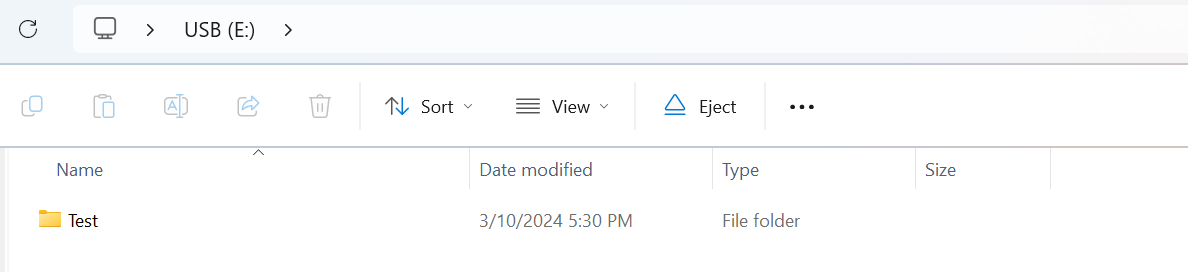 USB (E:)
Sort View Eject
Name Date modified Type Size
Test 3/10/2024 5:30 PM File folder